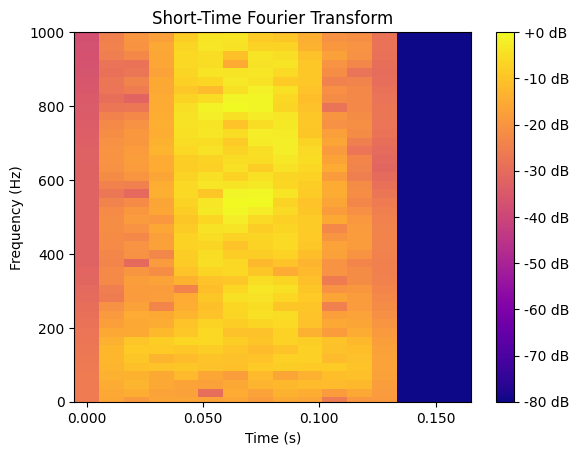 Short-Time Fourier Transform
Frequency (Hz)
1000
800
600
400
200
0
0.000
0.050
0.100
0.150
Time (s)
+0 dB
-10 dB
-20 dB
-30 dB
-40 dB
-50 dB
-60 dB
-70 dB
-80 dB